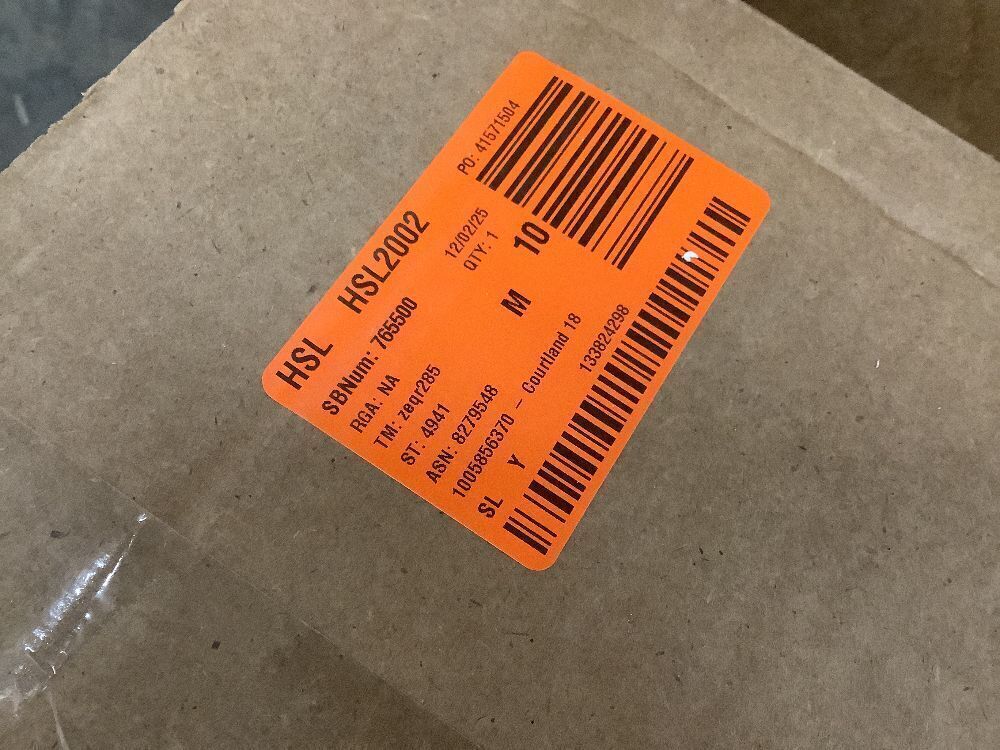 HSL HSL2002
PO: 41571504
SBNum: 765500
12/02/25
RGA: NA
QTY: 1
TM: zeqr285
M 10
ST: 4941
ASN: 8279548
1005856370 – Courtland 18
SL Y
133824298